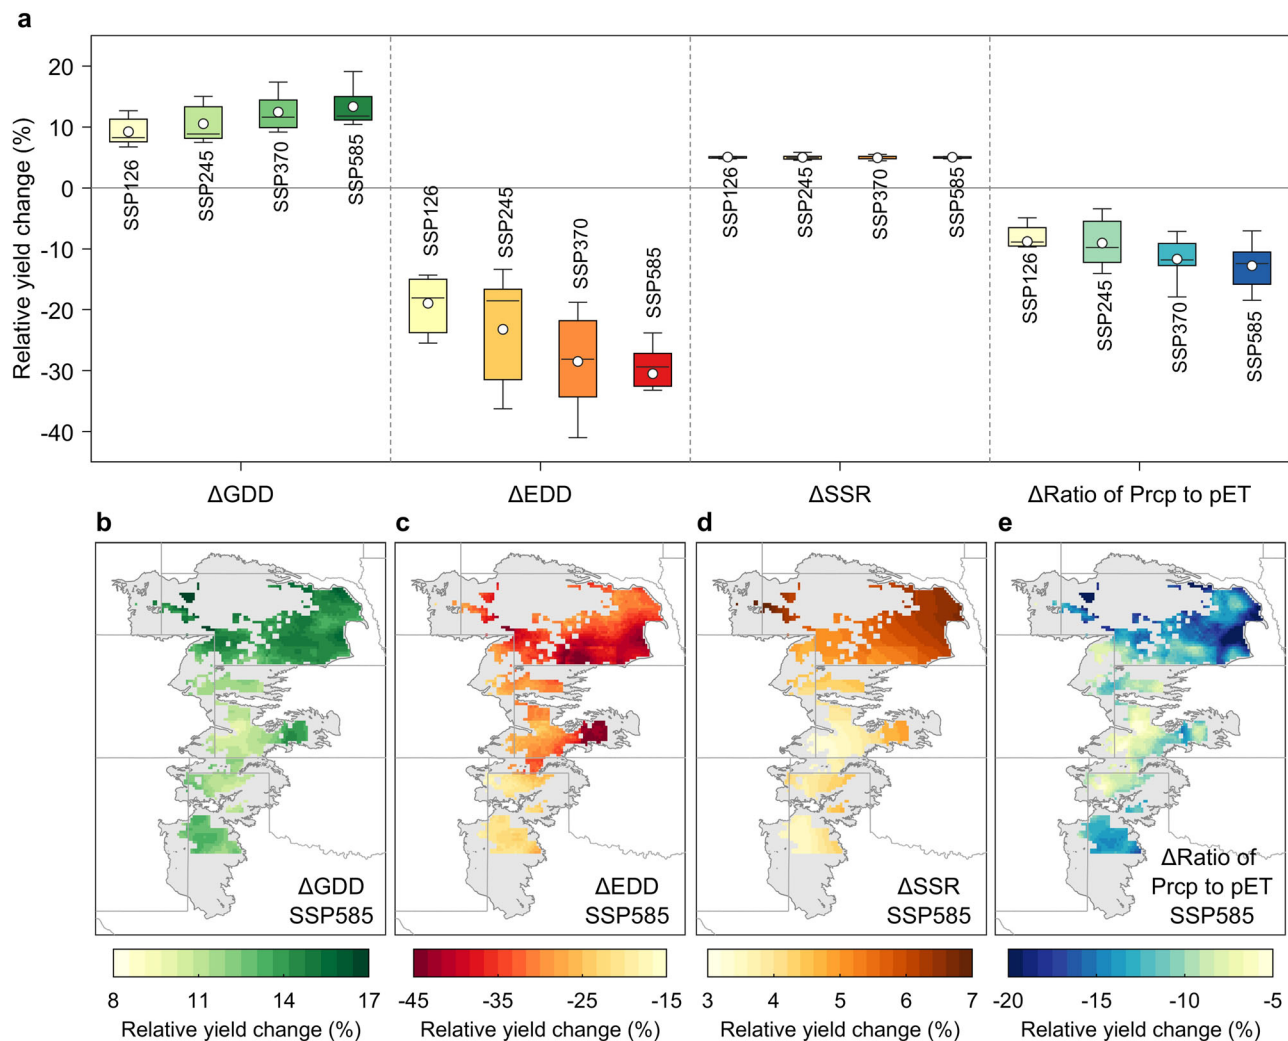 a
Relative yield change (%)
20
10
0
-10
-20
-30
-40
SSP126
SSP245
SSP370
SSP585
SSP126
SSP245
SSP370
SSP585
SSP126
SSP245
SSP370
SSP585
SSP126
SSP245
SSP370
SSP585
ΔGDD
ΔEDD
ΔSSR
ΔRatio of Prcp to pET
b
ΔGDD
SSP585
8 11 14 17
Relative yield change (%)
c
ΔEDD
SSP585
-45 -35 -25 -15
Relative yield change (%)
d
ΔSSR
SSP585
3 4 5 6 7
Relative yield change (%)
e
ΔRatio of
Prcp to pET
SSP585
-20 -15 -10 -5
Relative yield change (%)